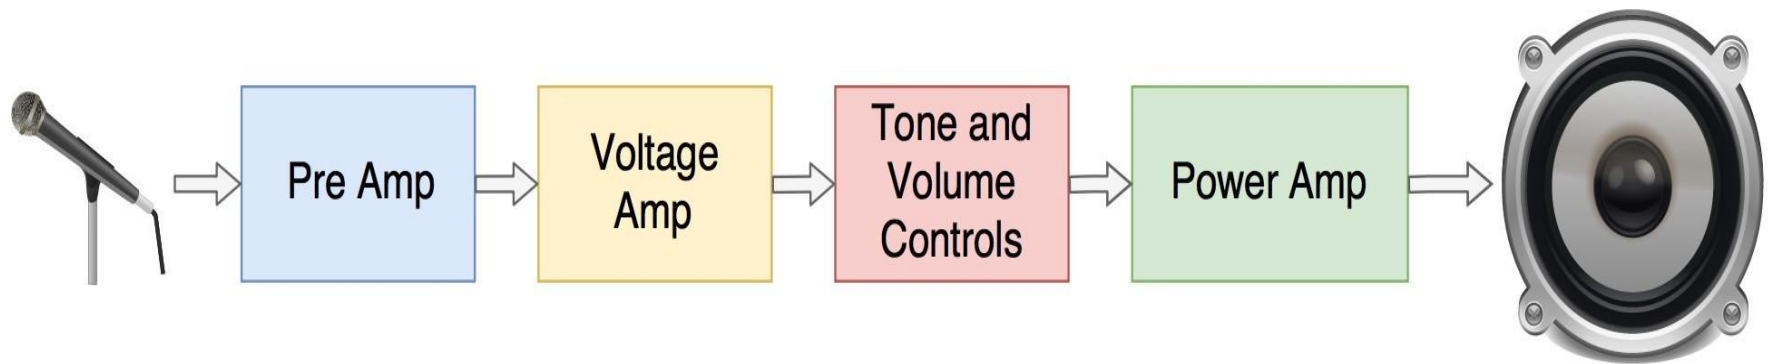 Pre Amp
Voltage
Amp
Tone and
Volume
Controls
Power Amp